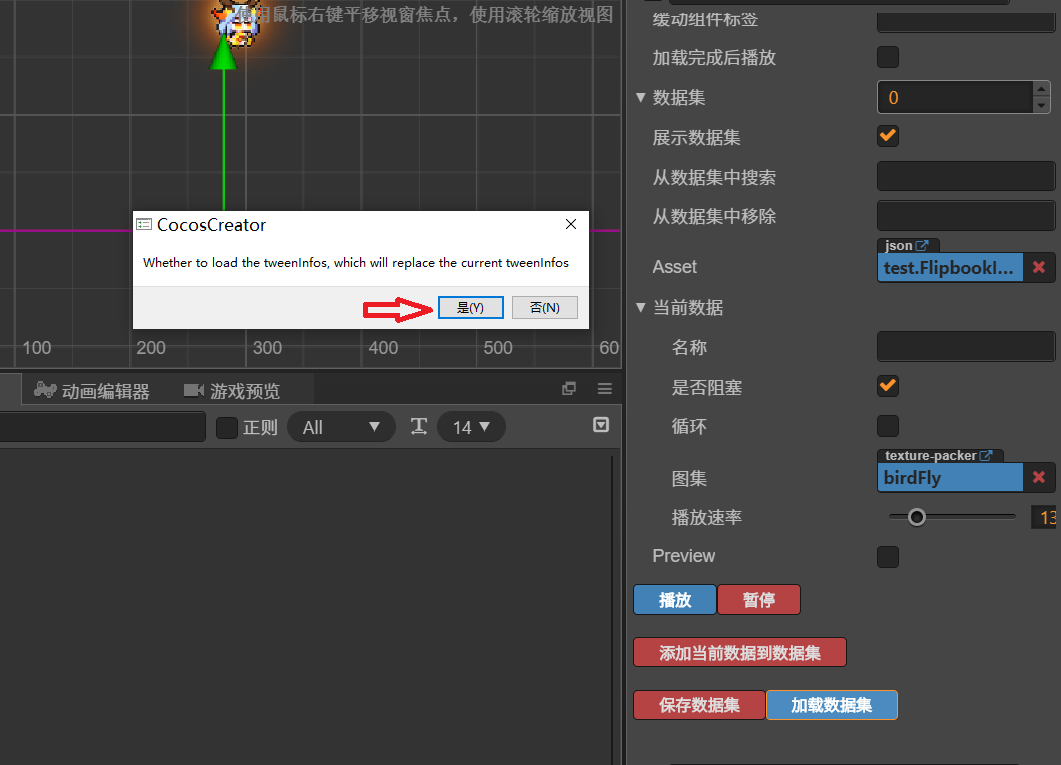 使用鼠标右键平移视窗焦点，使用滚轮缩放视图
CocosCreator
Whether to load the tweenInfos, which will replace the current tweenInfos
是(Y)
否(N)
100
200
300
400
500
60
动画编辑器
游戏预览
正则
All
14
缓动组件标签
加载完成后播放
数据集
0
展示数据集
从数据集中搜索
从数据集中移除
json
Asset
test.FlipbookI...
当前数据
名称
是否阻塞
循环
texture-packer
图集
birdFly
播放速率
13
Preview
播放
暂停
添加当前数据到数据集
保存数据集
加载数据集